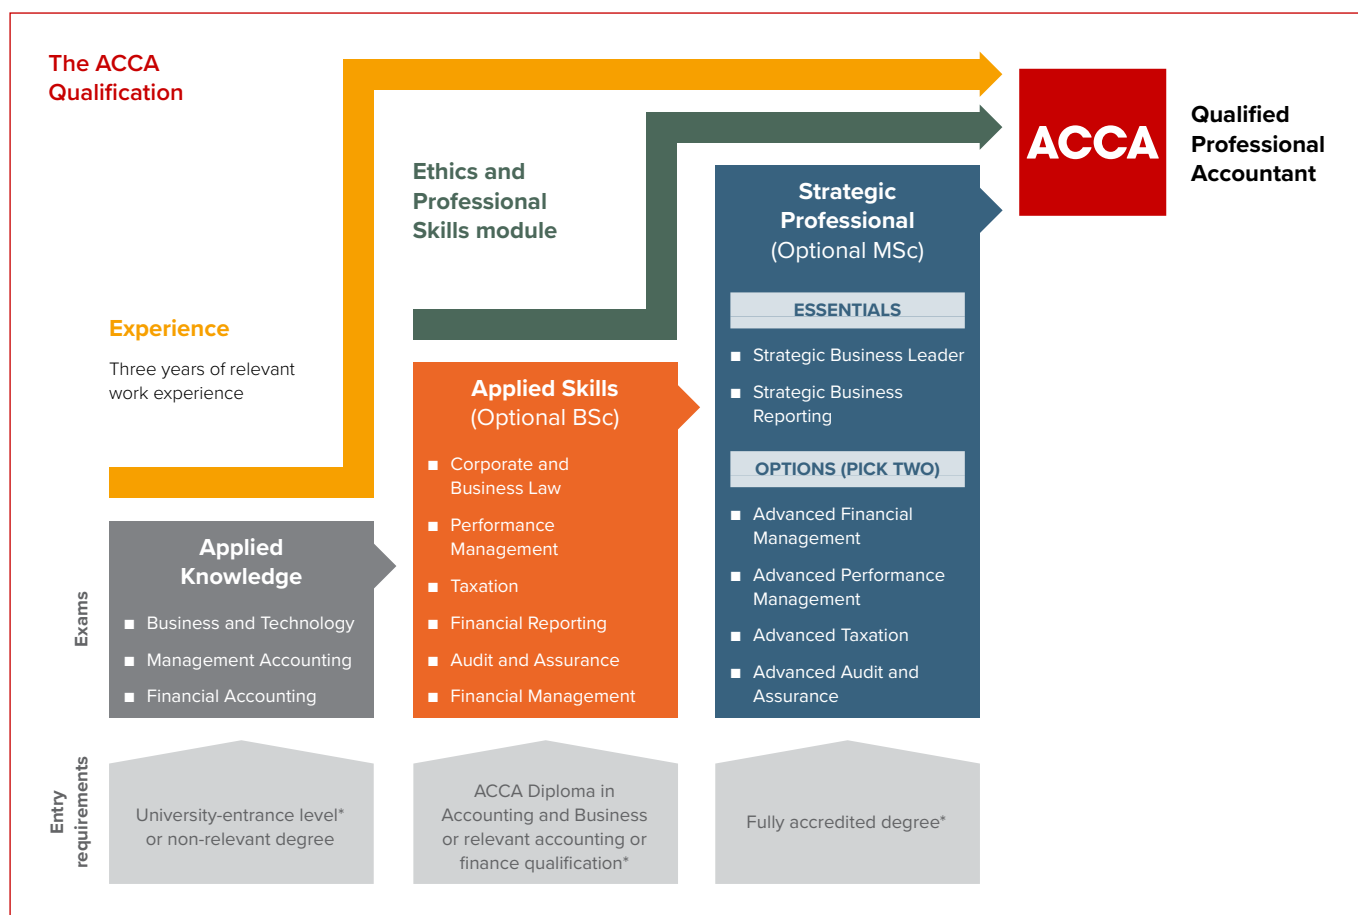 The ACCA
Qualification
ACCA
Qualified
Professional
Accountant
Ethics and
Professional
Skills module
Experience
Three years of relevant
work experience
Exams
Applied
Knowledge
■ Business and Technology
■ Management Accounting
■ Financial Accounting
Applied Skills
(Optional BSc)
■ Corporate and
Business Law
■ Performance
Management
■ Taxation
■ Financial Reporting
■ Audit and Assurance
■ Financial Management
Strategic
Professional
(Optional MSc)
ESSENTIALS
■ Strategic Business Leader
■ Strategic Business
Reporting
OPTIONS (PICK TWO)
■ Advanced Financial
Management
■ Advanced Performance
Management
■ Advanced Taxation
■ Advanced Audit and
Assurance
Entry
requirements
University-entrance level*
or non-relevant degree
ACCA Diploma in
Accounting and Business
or relevant accounting or
finance qualification*
Fully accredited degree*